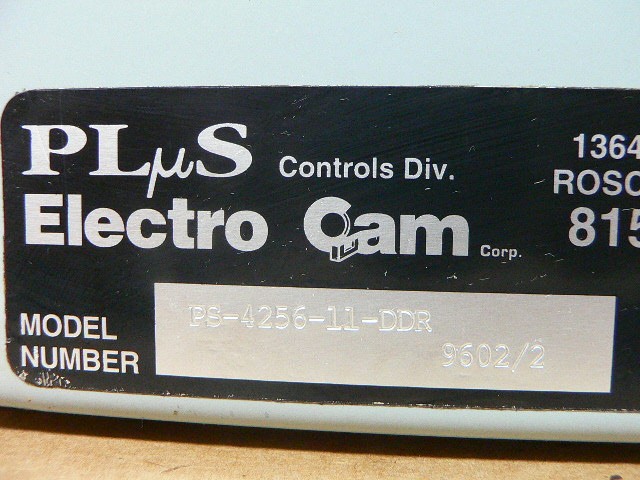 PLµS Controls Div.
Electro Cam Corp.
1364
ROSC
815
MODEL
NUMBER
PS-4256-11-DDR
9602/2